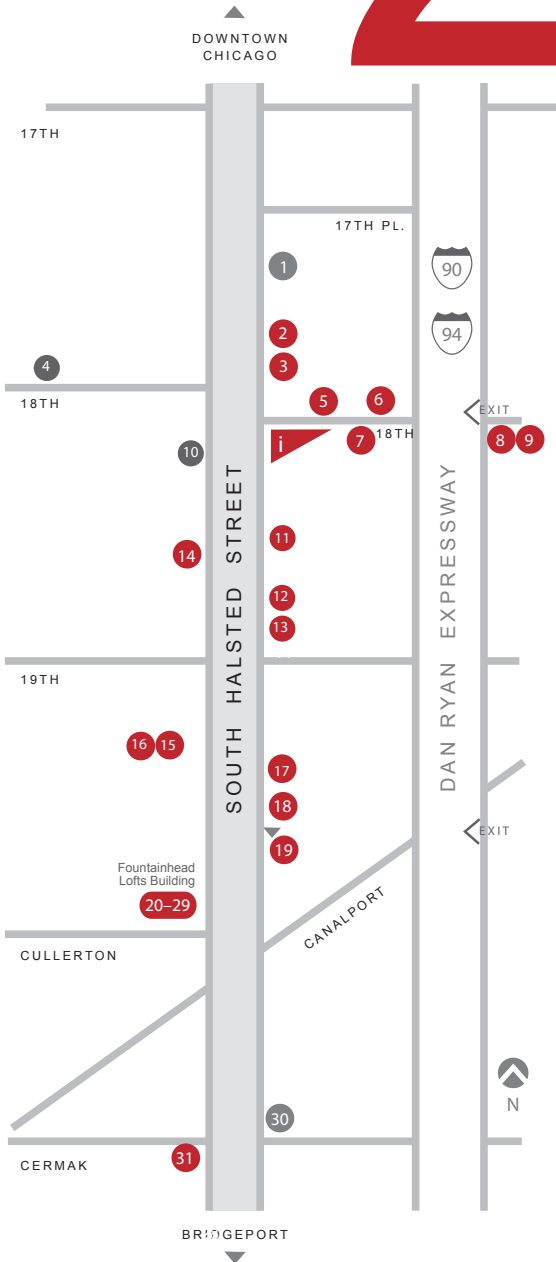 DOWNTOWN
CHICAGO
17TH
17TH PL.
1
90
2
94
3
4
5
6
18TH
EXIT
i
7
18TH
8
9
10
11
14
12
13
SOUTH HALSTED STREET
DAN RYAN EXPRESSWAY
19TH
16
15
17
18
EXIT
19
Fountainhead
Lofts Building
20–29
CANALPORT
CULLERTON
N
30
31
CERMAK
BRIDGEPORT